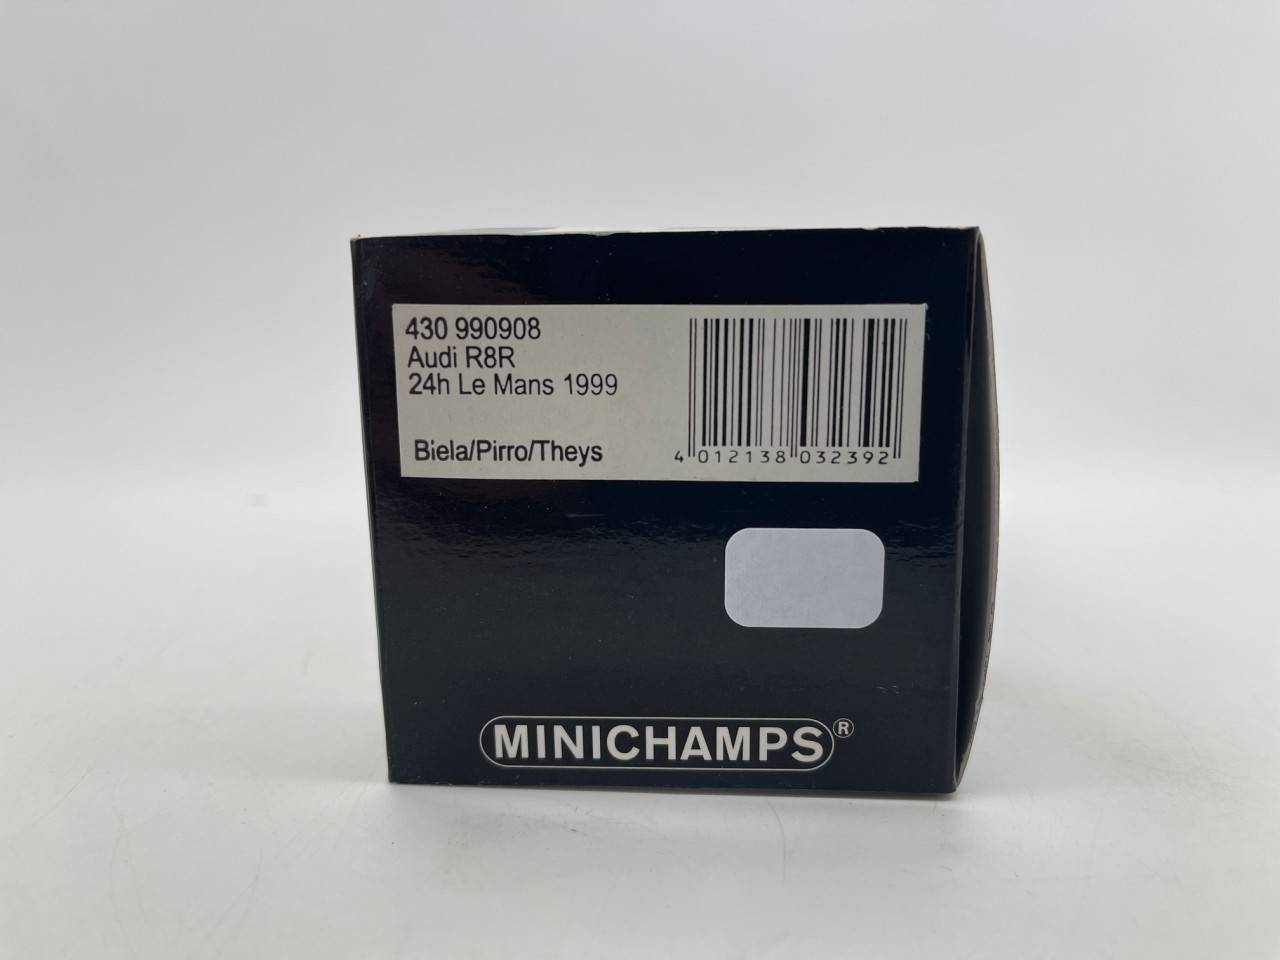 430 990908
Audi R8R
24h Le Mans 1999
Biela/Pirro/Theys
4 012138 032392
MINICHAMPS®